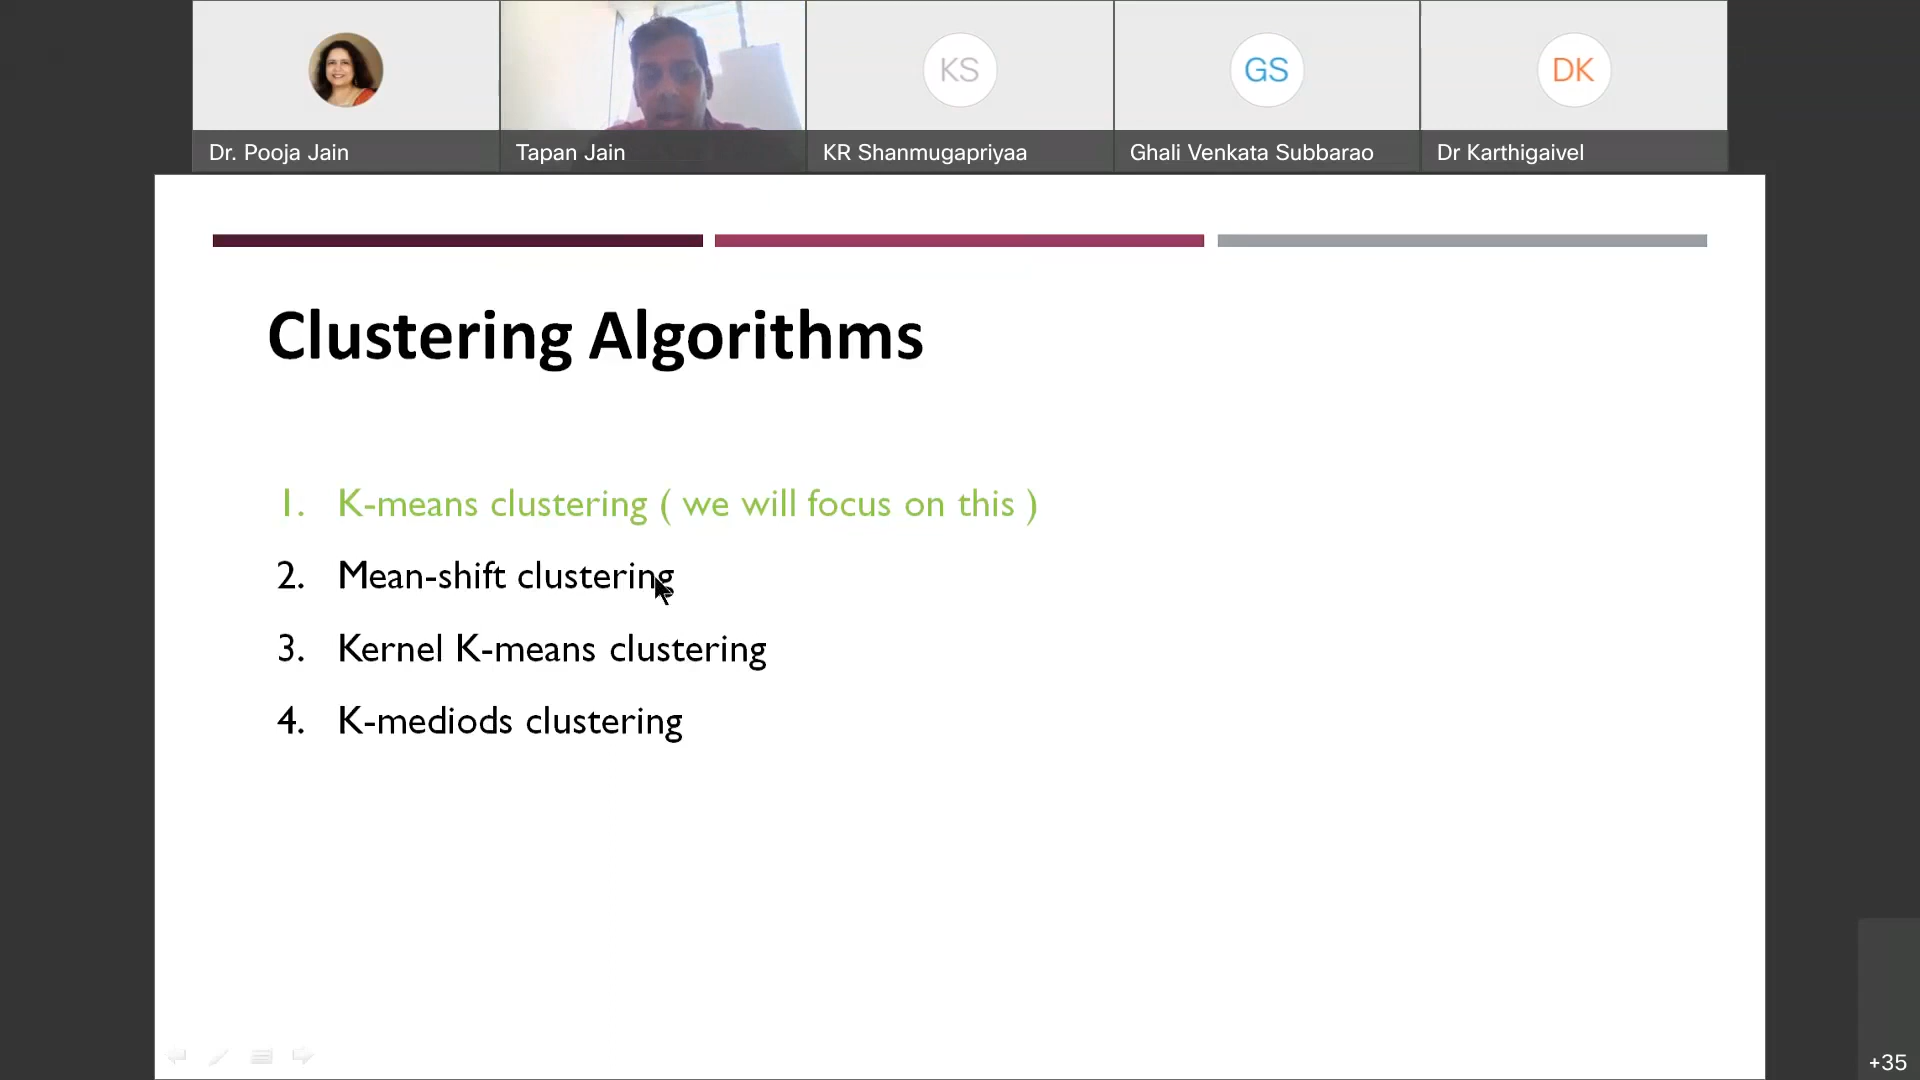 KS
GS
DK
Dr. Pooja Jain
Tapan Jain
KR Shanmugapriyaa
Ghali Venkata Subbarao
Dr Karthigaivel
Clustering Algorithms
1. K-means clustering ( we will focus on this )
2. Mean-shift clustering
3. Kernel K-means clustering
4. K-mediods clustering
+35